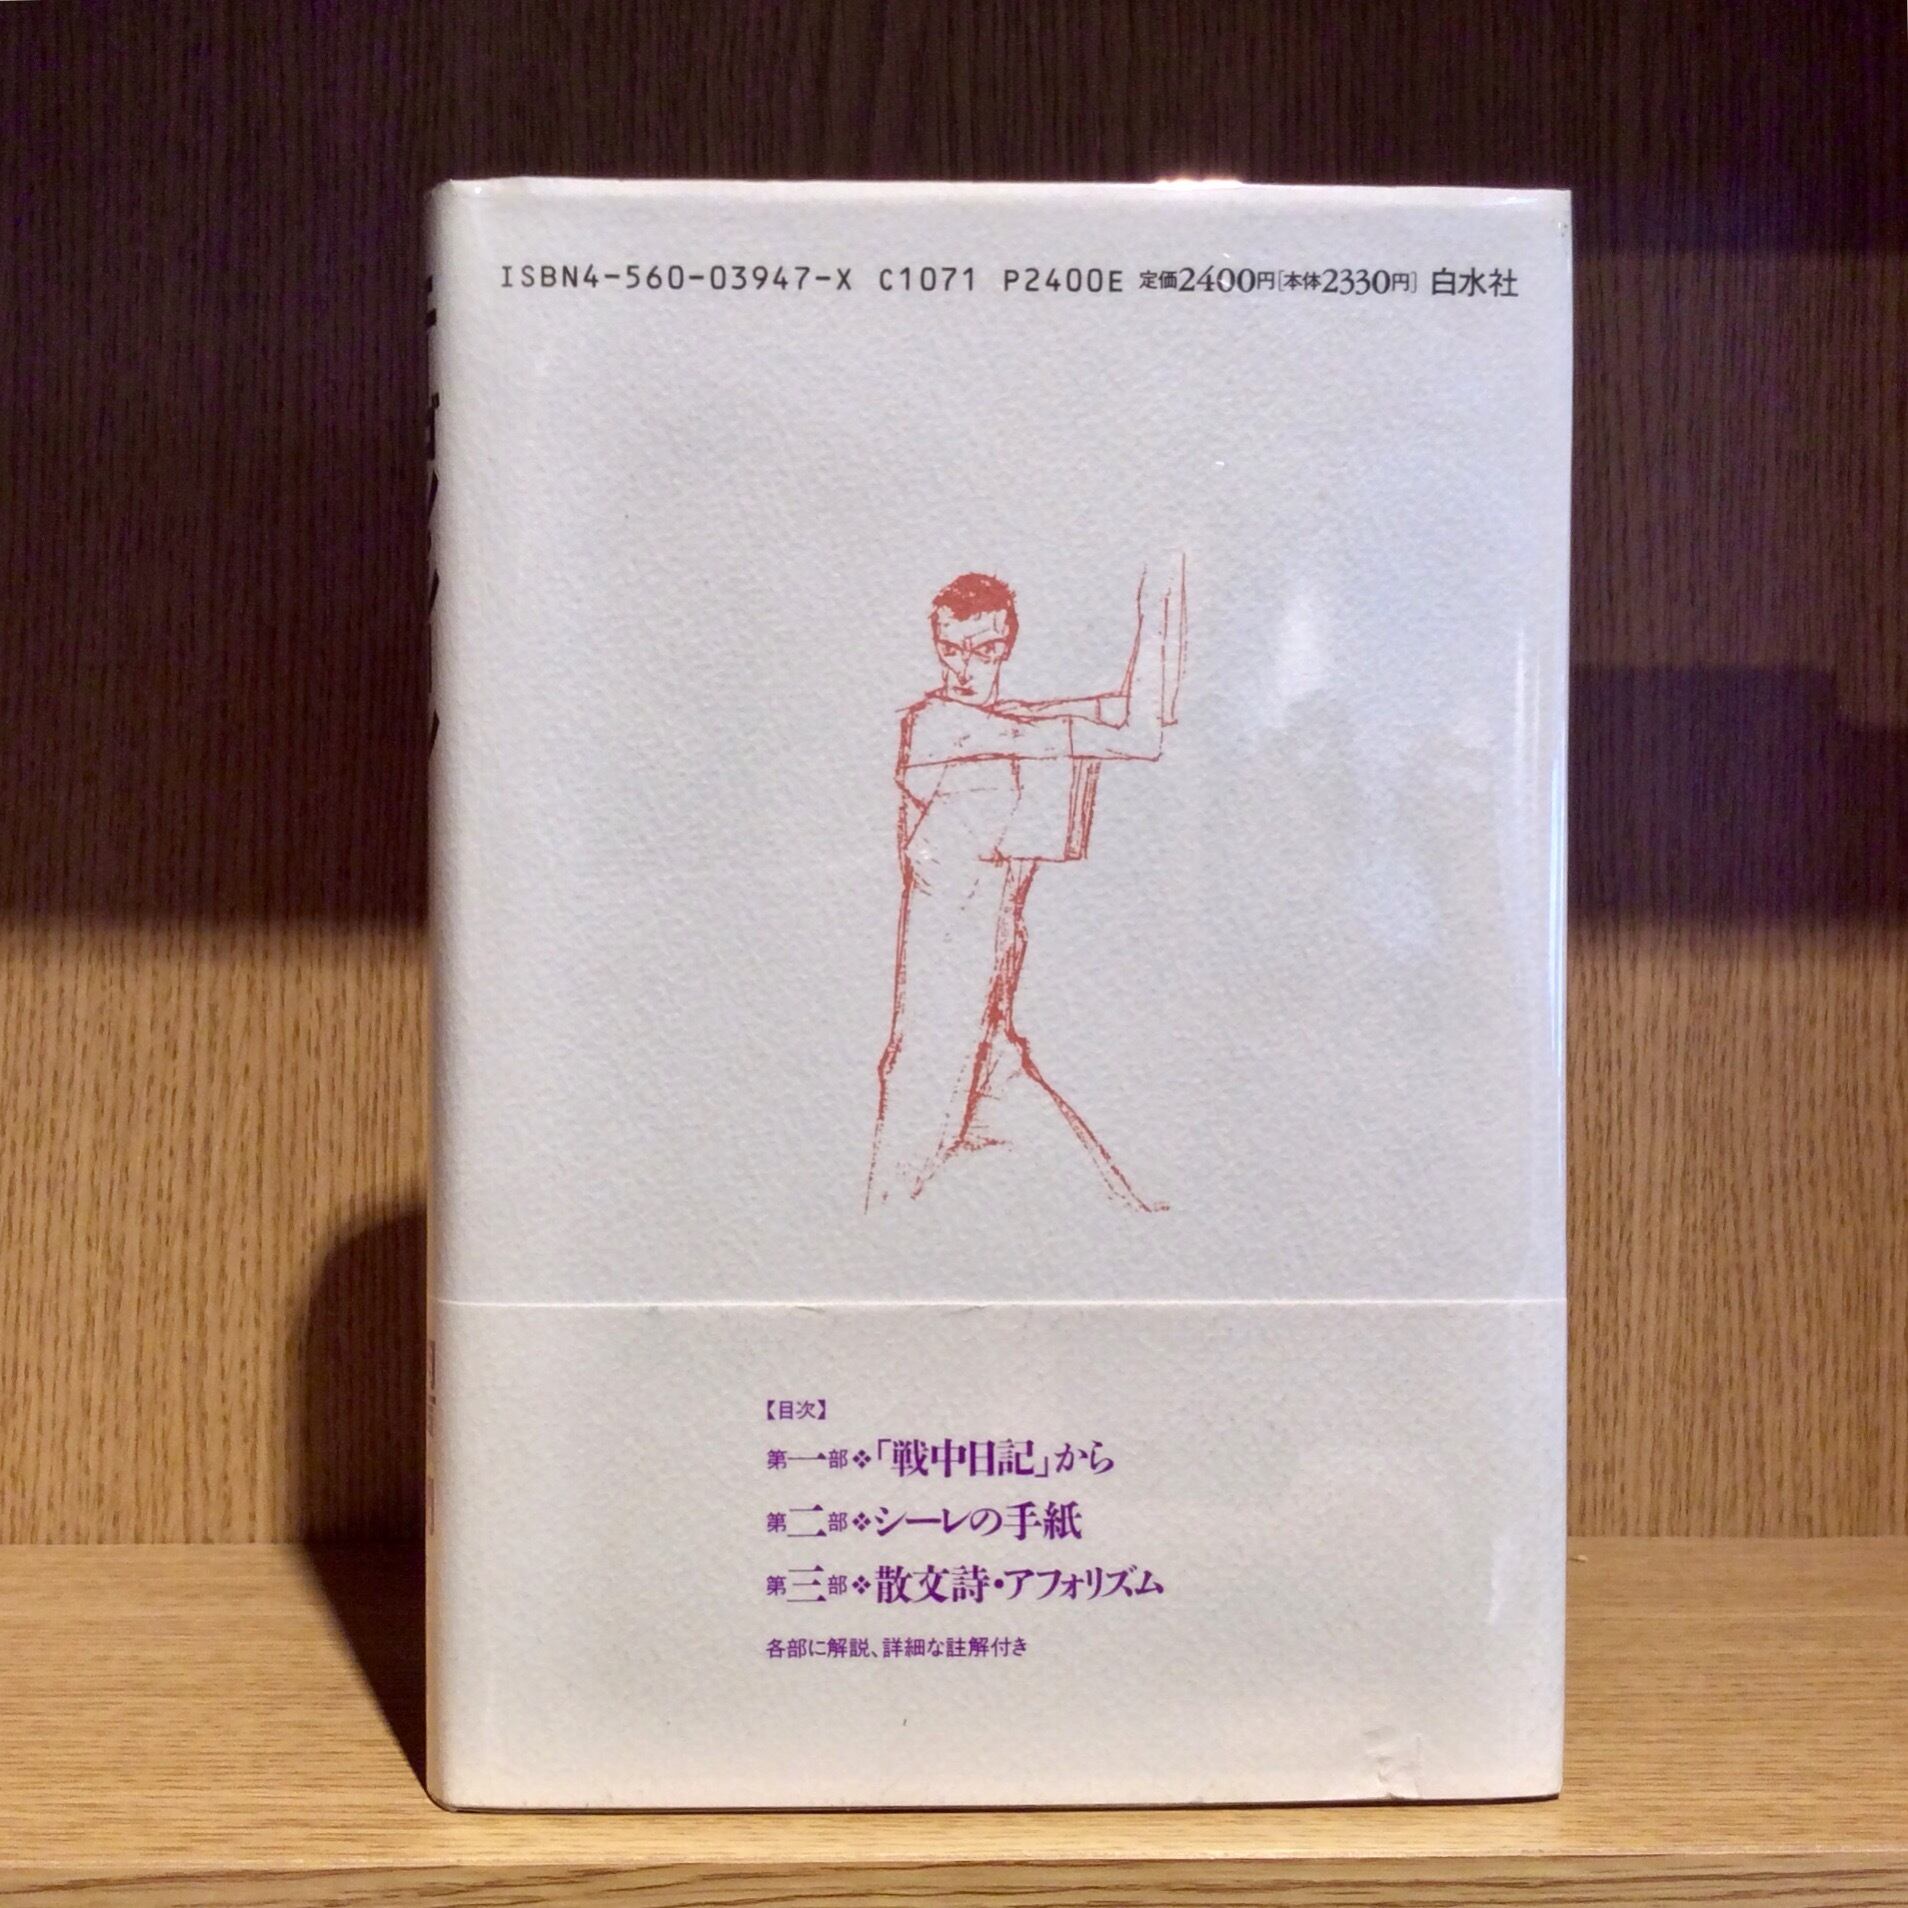 ISBN4-560-03947-X C1071 P2400E 定価2400円[本体2330円] 白水社
【目次】
第一部❖「戦中日記」から
第二部❖シーレの手紙
第三部❖散文詩・アフォリズム
各部に解説、詳細な註解付き